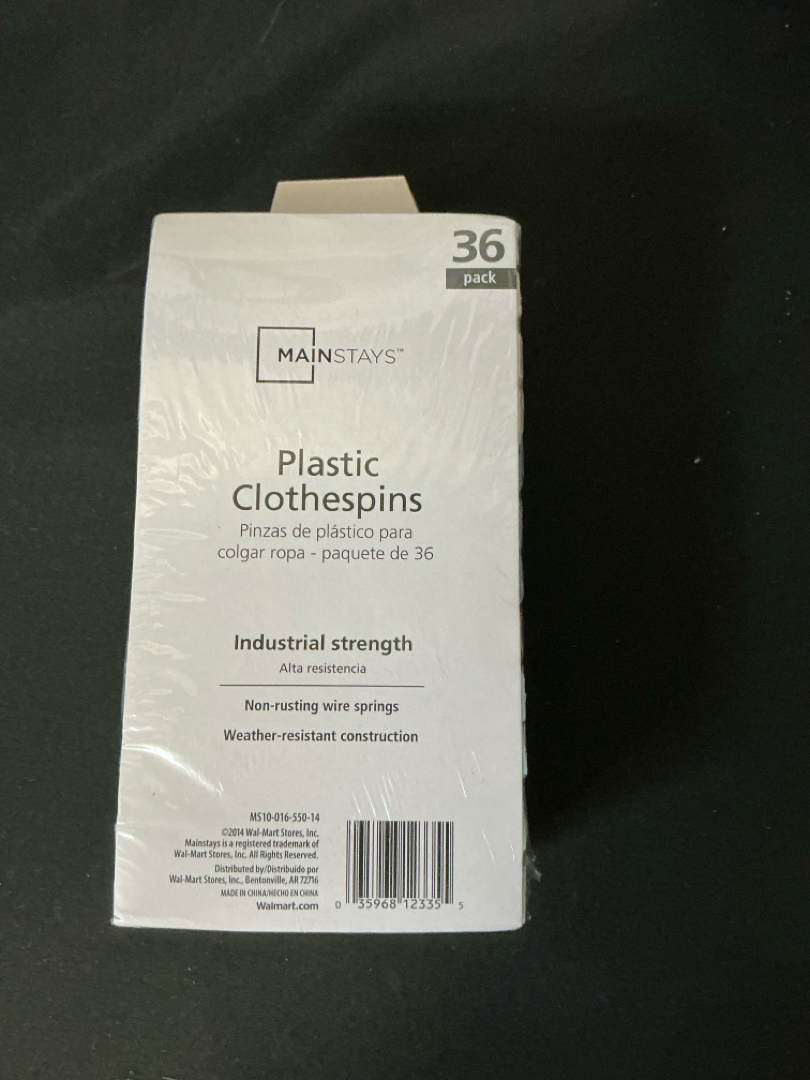 36
pack
MAINSTAYS™
Plastic
Clothespins
Pinzas de plástico para
colgar ropa - paquete de 36
Industrial strength
Alta resistencia
Non-rusting wire springs
Weather-resistant construction
MS10-016-550-14
©2014 Wal-Mart Stores, Inc.
Mainstays is a registered trademark of
Wal-Mart Stores, Inc. All Rights Reserved.
Distributed by/Distribuido por
Wal-Mart Stores, Inc., Bentonville, AR 72716
MADE IN CHINA/HECHO EN CHINA
Walmart.com
0 35968 12335 5